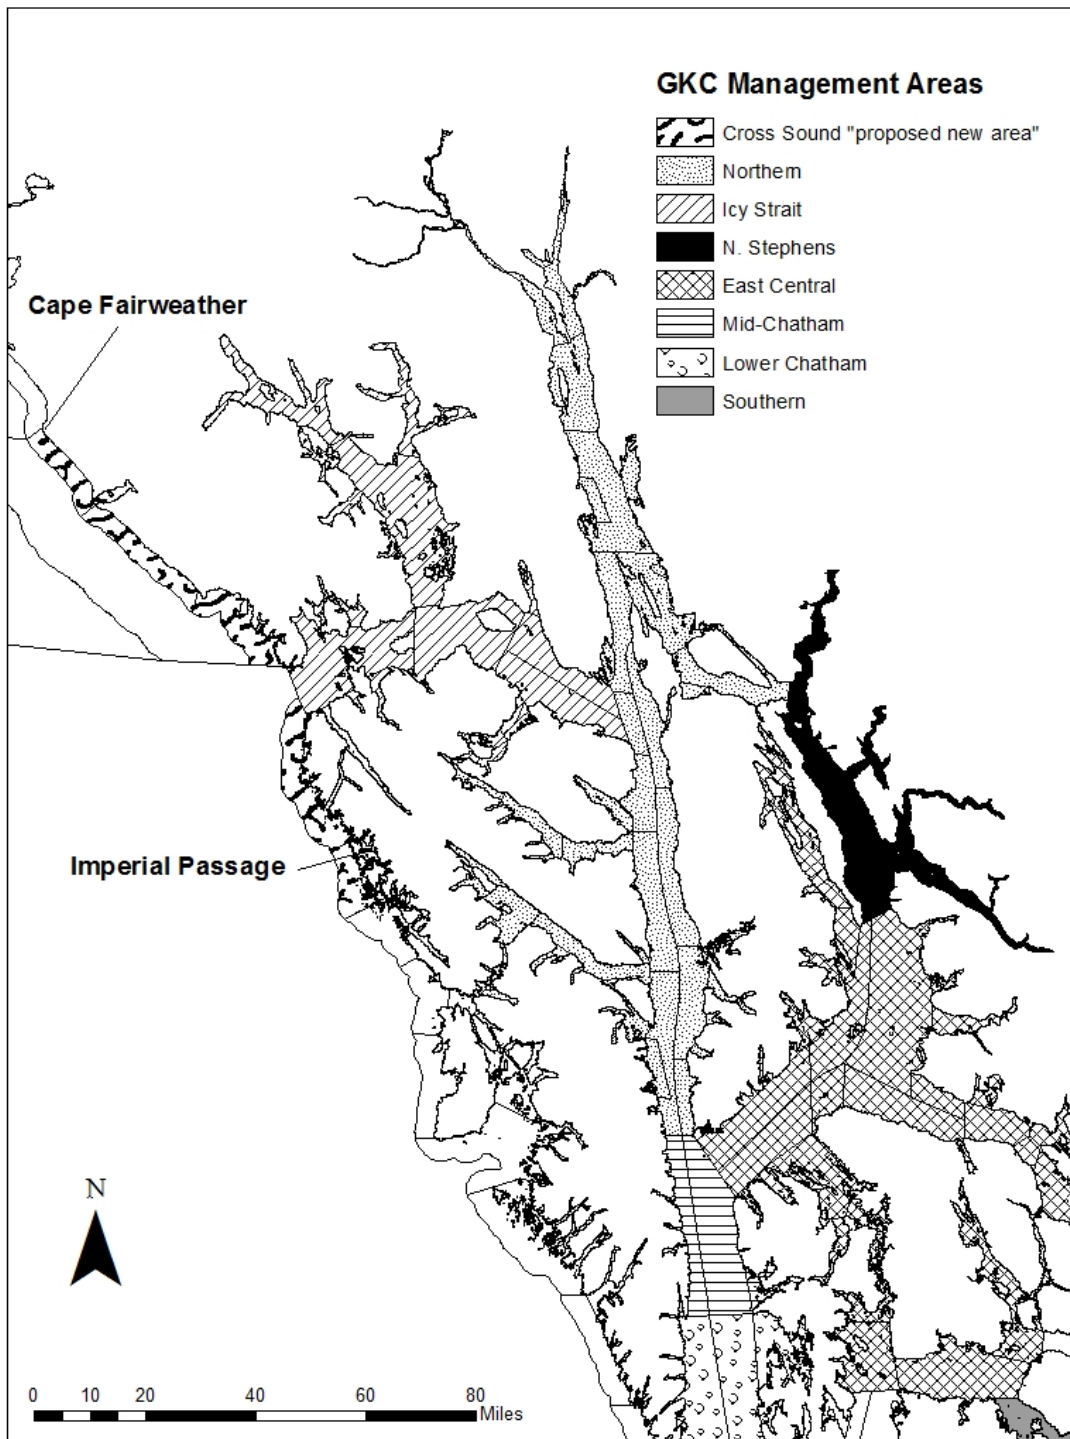 GKC Management Areas
Cross Sound "proposed new area"
Northern
Icy Strait
N. Stephens
East Central
Mid-Chatham
Lower Chatham
Southern
Cape Fairweather
Imperial Passage
N
0 10 20 40 60 80
Miles